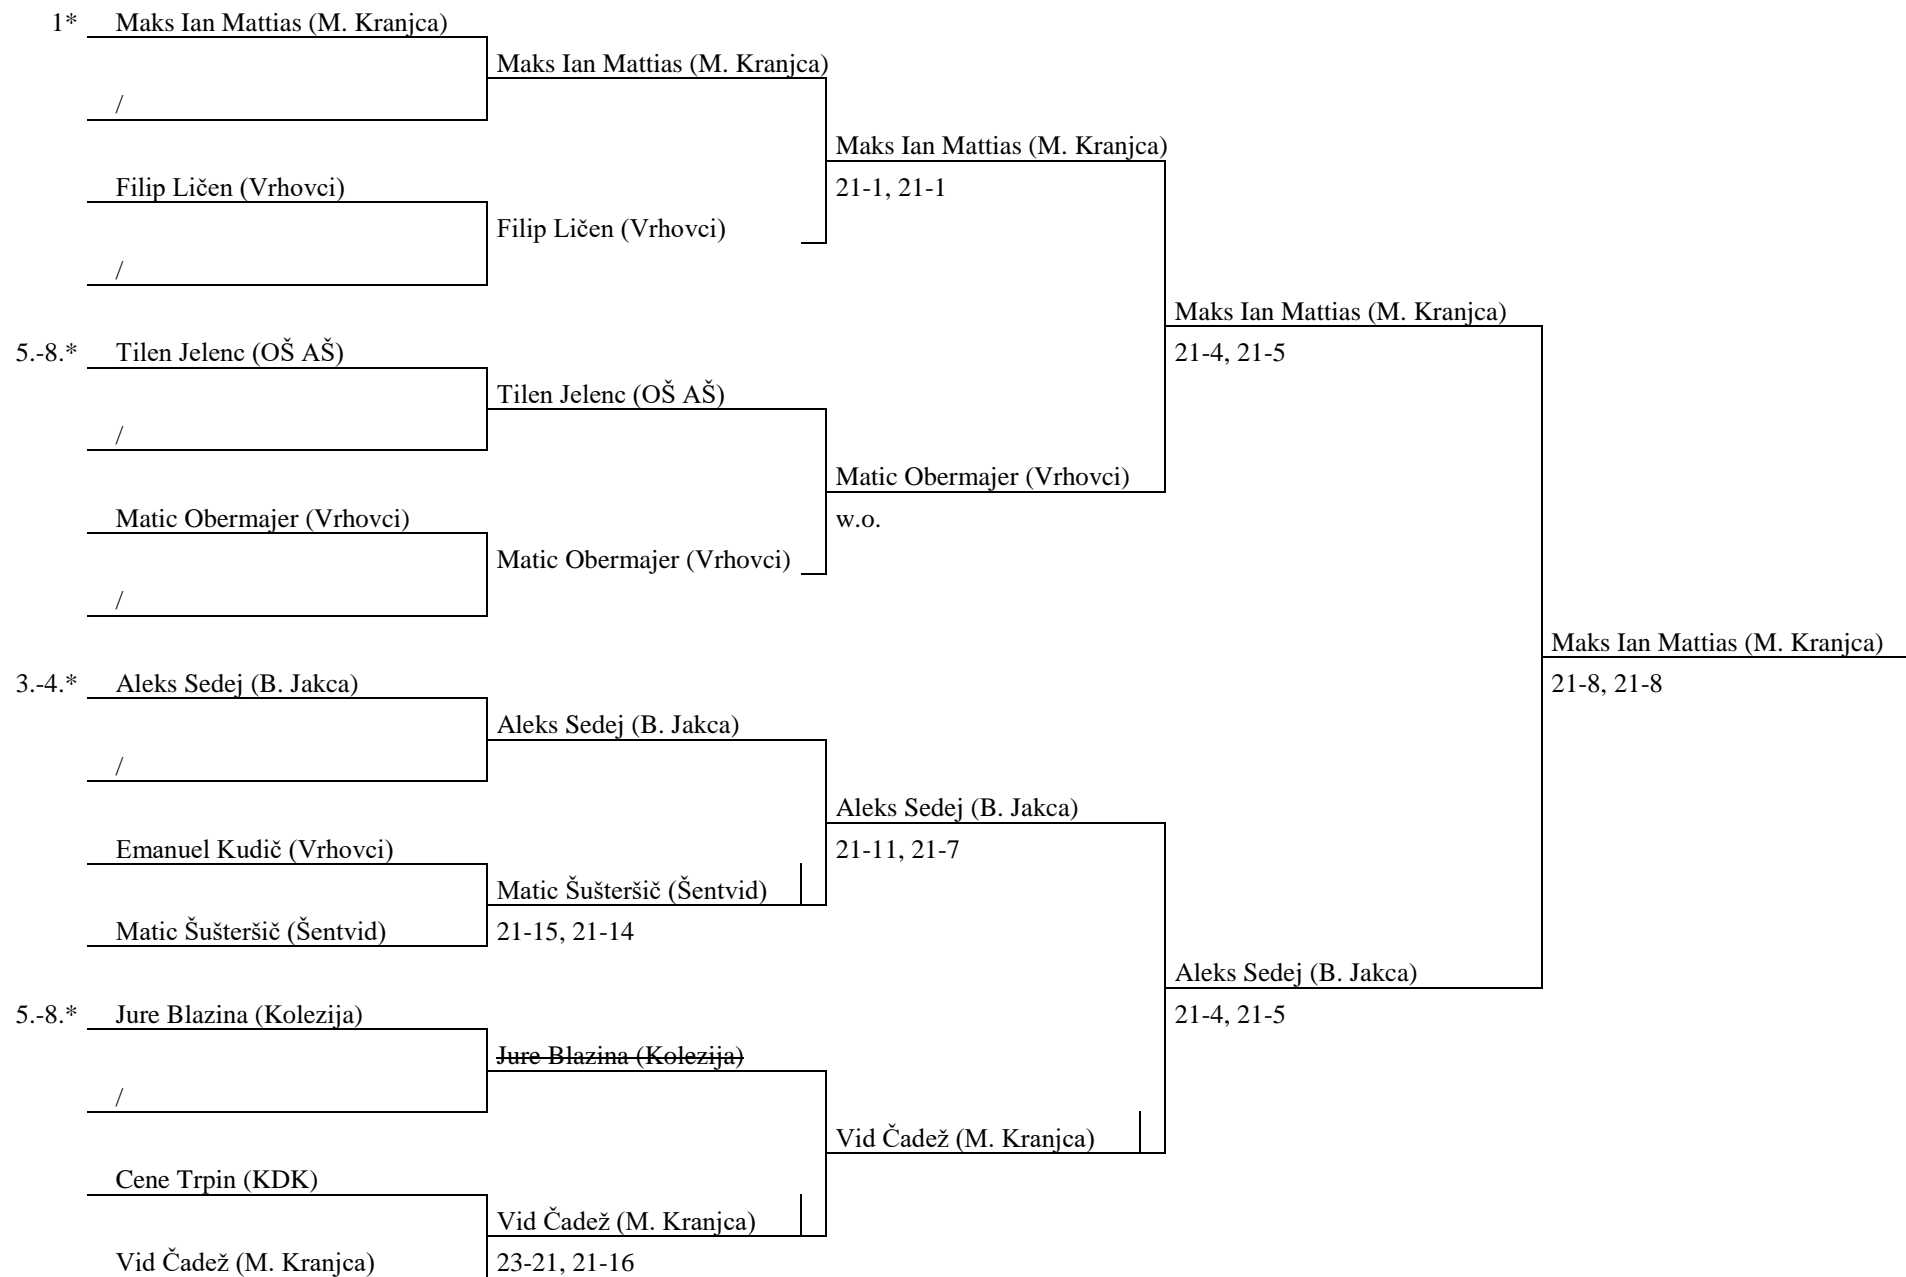 1* Maks Ian Mattias (M. Kranjca)
Maks Ian Mattias (M. Kranjca)
/
Maks Ian Mattias (M. Kranjca)
Filip Ličen (Vrhovci)
21-1, 21-1
Filip Ličen (Vrhovci)
/
Maks Ian Mattias (M. Kranjca)
5.-8.* Tilen Jelenc (OŠ AŠ)
21-4, 21-5
Tilen Jelenc (OŠ AŠ)
/
Matic Obermajer (Vrhovci)
Matic Obermajer (Vrhovci)
w.o.
Matic Obermajer (Vrhovci)
/
Maks Ian Mattias (M. Kranjca)
3.-4.* Aleks Sedej (B. Jakca)
21-8, 21-8
Aleks Sedej (B. Jakca)
/
Aleks Sedej (B. Jakca)
Emanuel Kudič (Vrhovci)
21-11, 21-7
Matic Šušteršič (Šentvid)
Matic Šušteršič (Šentvid)
21-15, 21-14
Aleks Sedej (B. Jakca)
5.-8.* Jure Blazina (Kolezija)
21-4, 21-5
Jure Blazina (Kolezija)
/
Vid Čadež (M. Kranjca)
Cene Trpin (KDK)
Vid Čadež (M. Kranjca)
Vid Čadež (M. Kranjca)
23-21, 21-16